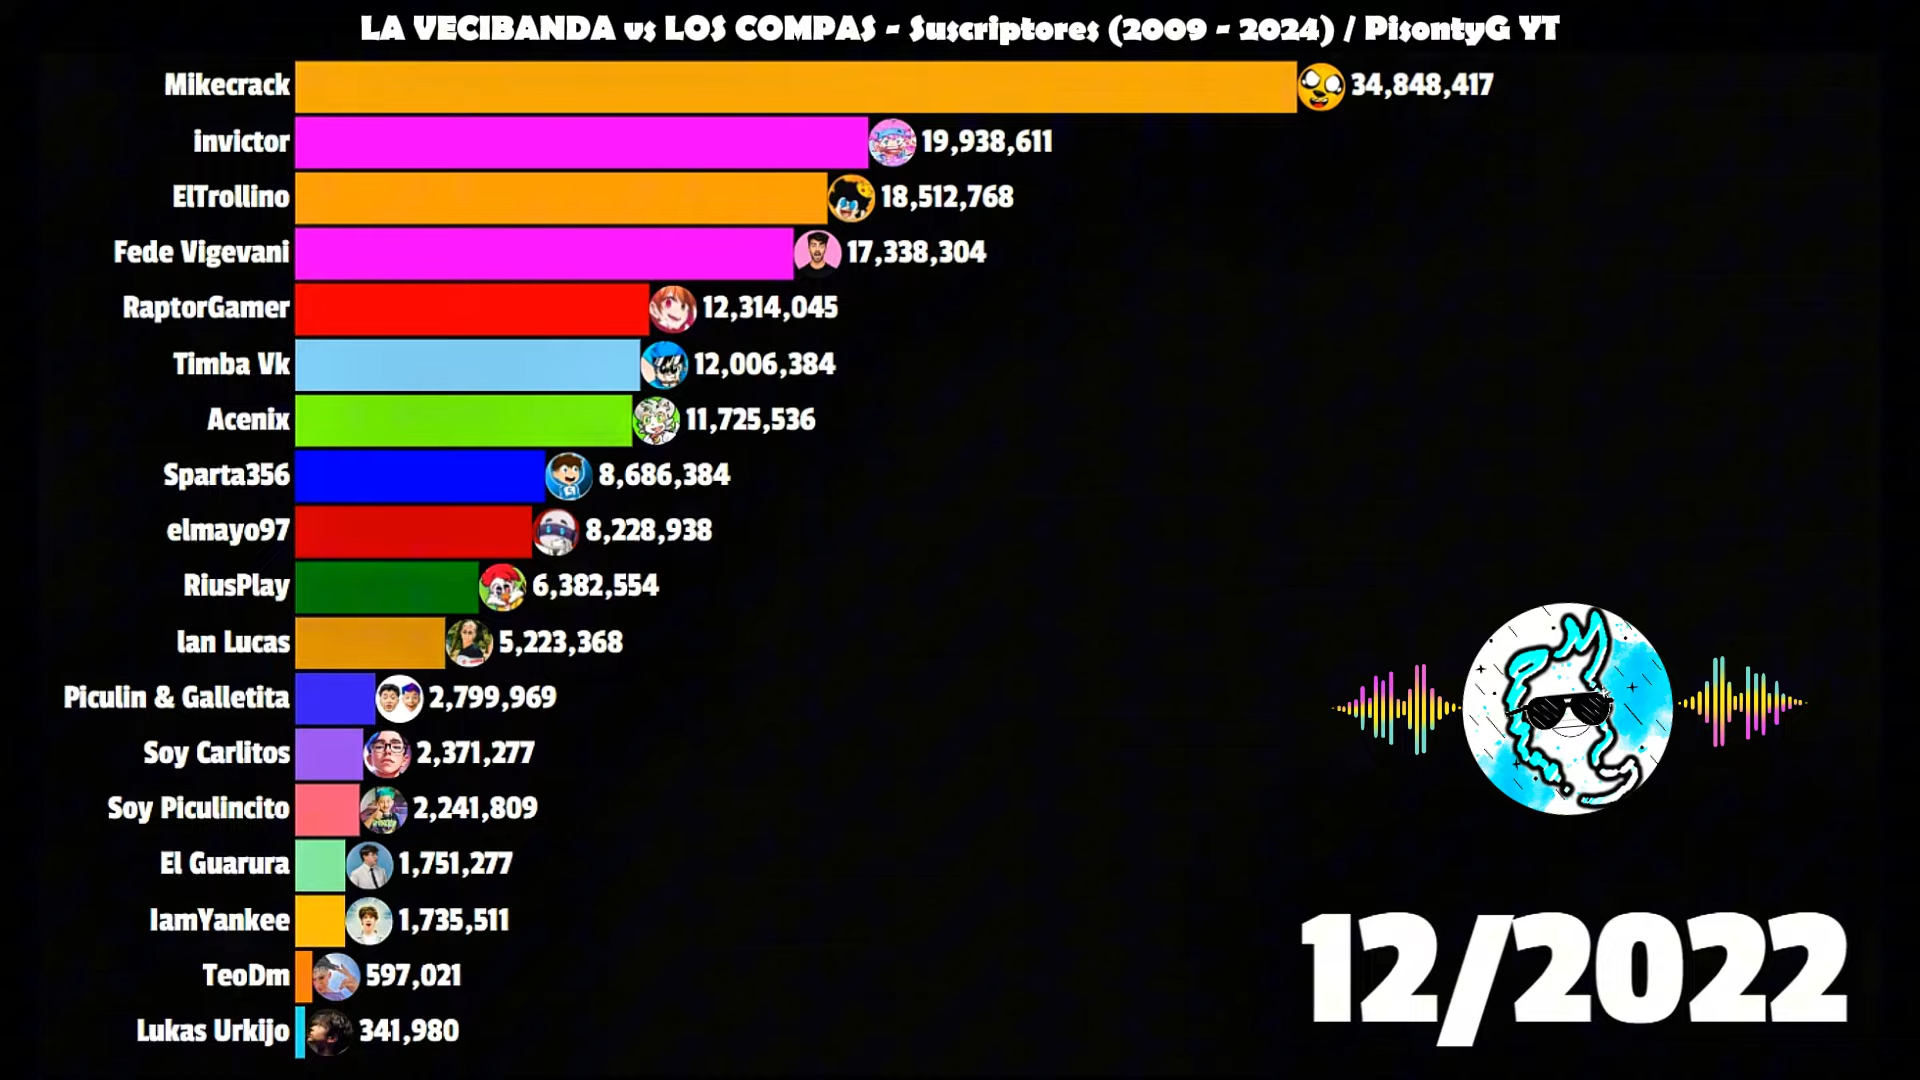 LA VECIBANDA vs LOS COMPAS - Suscriptores (2009 - 2024) / PisontyG YT
Mikecrack 34,848,417
invictor 19,938,611
ElTrollino 18,512,768
Fede Vigevani 17,338,304
RaptorGamer 12,314,045
Timba Vk 12,006,384
Acenix 11,725,536
Sparta356 8,686,384
elmayo97 8,228,938
RiusPlay 6,382,554
Ian Lucas 5,223,368
Piculin & Galletita 2,799,969
Soy Carlitos 2,371,277
Soy Piculincito 2,241,809
El Guarura 1,751,277
IamYankee 1,735,511
TeoDm 597,021
Lukas Urkijo 341,980
12/2022